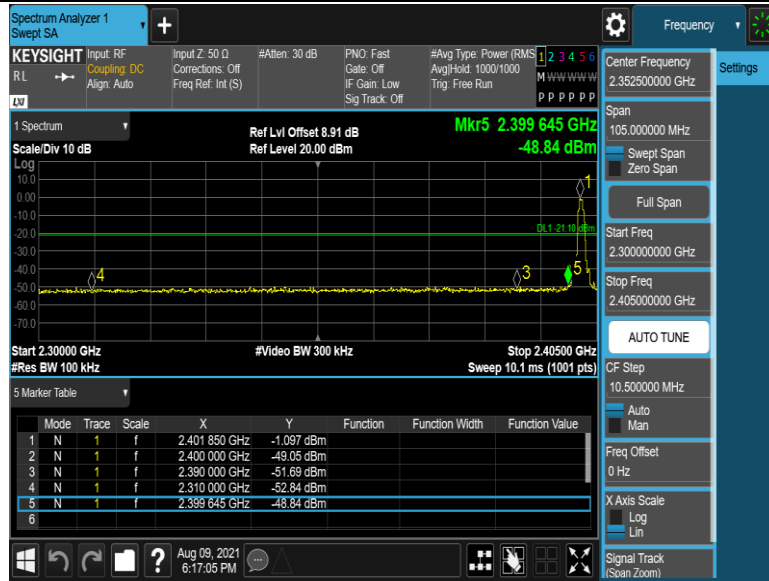 Spectrum Analyzer 1
Swept SA
+
Frequency
KEYSIGHT
RL
LXI
Input: RF
Coupling: DC
Align: Auto
Input Z: 50 Ω
Corrections: Off
Freq Ref: Int (S)
#Atten: 30 dB
PNO: Fast
Gate: Off
IF Gain: Low
Sig Track: Off
#Avg Type: Power (RMS
Avg|Hold: 1000/1000
Trig: Free Run
1 2 3 4 5 6
M W W W W W
P P P P P P
1 Spectrum
Scale/Div 10 dB
Ref Lvl Offset 8.91 dB
Ref Level 20.00 dBm
Mkr5 2.399 645 GHz
-48.84 dBm
Log
10.0
0.00
-10.0
-20.0
-30.0
-40.0
-50.0
-60.0
-70.0
1
DL1 -21.10 dBm
4
3
5
Start 2.30000 GHz
#Video BW 300 kHz
Stop 2.40500 GHz
#Res BW 100 kHz
Sweep 10.1 ms (1001 pts)
5 Marker Table
Mode Trace Scale X Y Function Function Width Function Value
1 N 1 f 2.401 850 GHz -1.097 dBm
2 N 1 f 2.400 000 GHz -49.05 dBm
3 N 1 f 2.390 000 GHz -51.69 dBm
4 N 1 f 2.310 000 GHz -52.84 dBm
5 N 1 f 2.399 645 GHz -48.84 dBm
6
?
Aug 09, 2021
6:17:05 PM
Center Frequency
2.352500000 GHz
Settings
Span
105.000000 MHz
Swept Span
Zero Span
Full Span
Start Freq
2.300000000 GHz
Stop Freq
2.405000000 GHz
AUTO TUNE
CF Step
10.500000 MHz
Auto
Man
Freq Offset
0 Hz
X Axis Scale
Log
Lin
Signal Track
(Span Zoom)